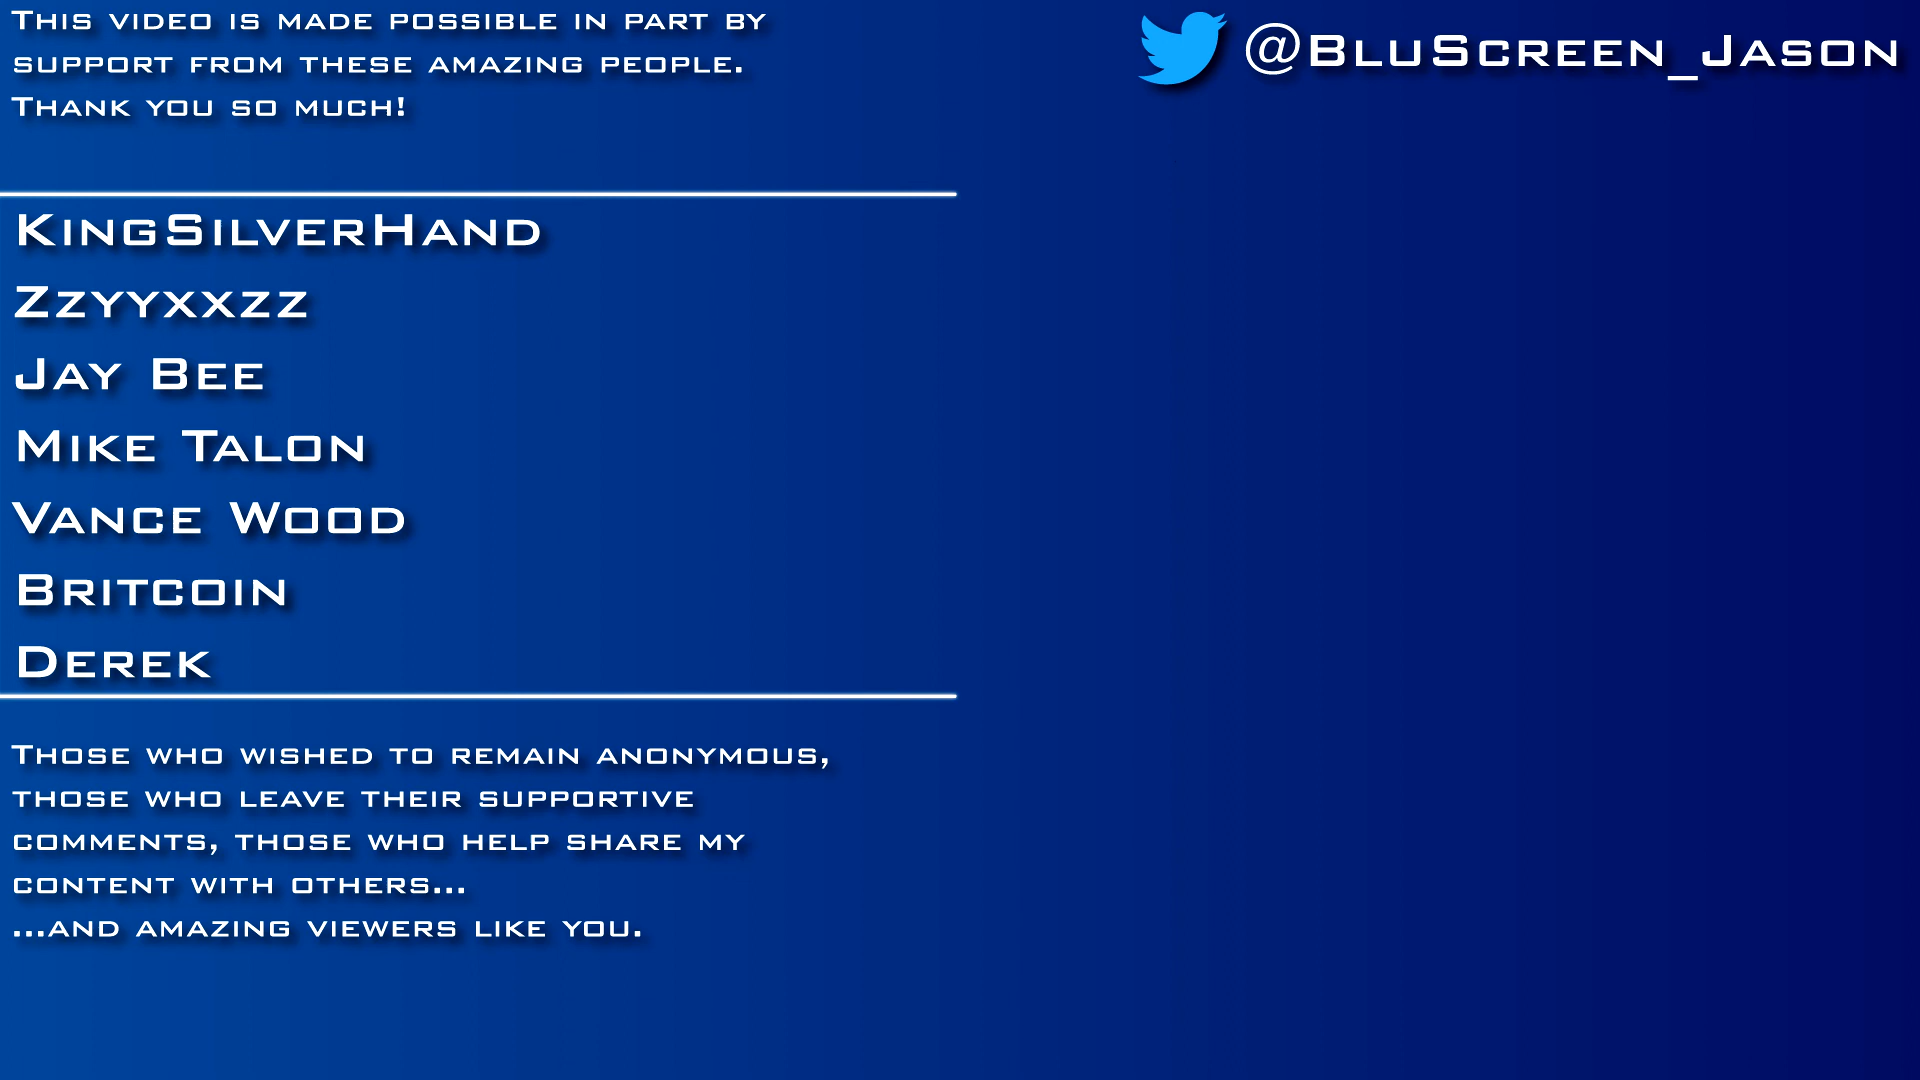 This video is made possible in part by
support from these amazing people.
Thank you so much!
@BluScreen_Jason
KingSilverHand
Zzyyxxzz
Jay Bee
Mike Talon
Vance Wood
Britcoin
Derek
Those who wished to remain anonymous,
those who leave their supportive
comments, those who help share my
content with others...
...and amazing viewers like you.